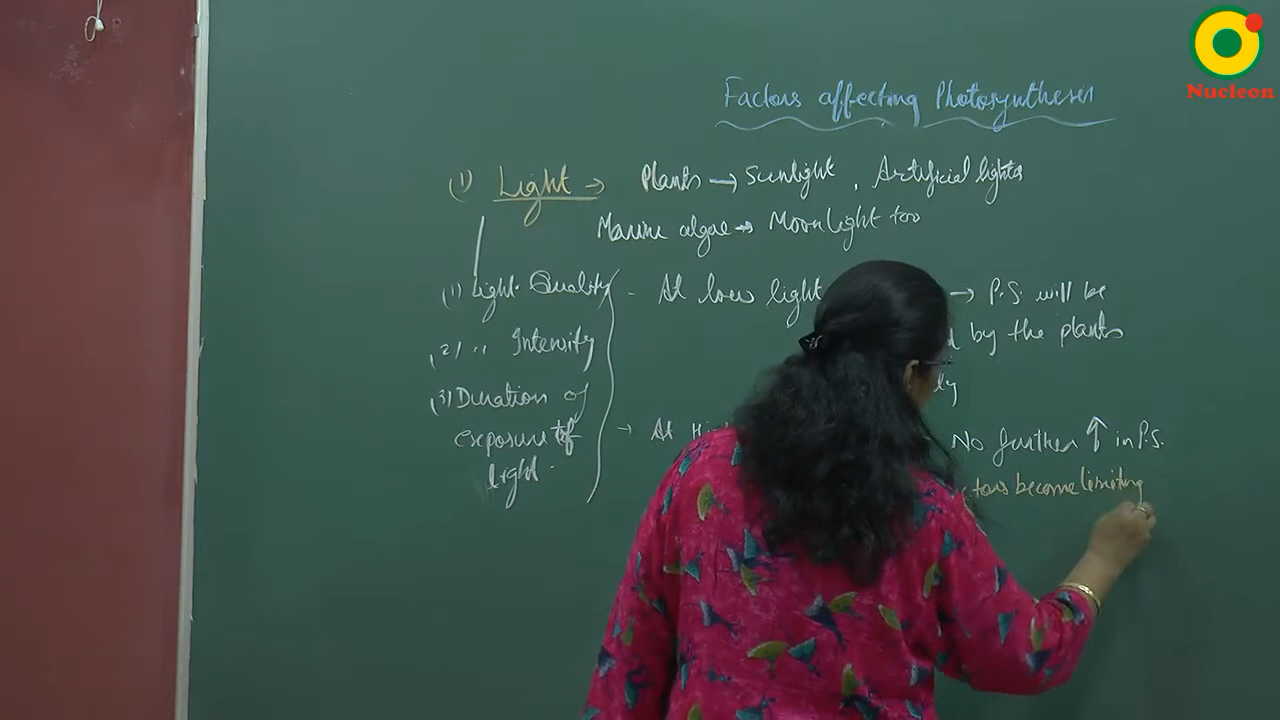 Nucleon
Factors affecting Photosynthesis
(1) Light → Plants → Sunlight, Artificial lights
Marine algae → Moonlight too
(1) Light Quality - At low light → P.S. will be
(2) ,, Intensity by the plants
(3) Duration of
exposure of → At No further ↑ in P.S.
light. become limiting